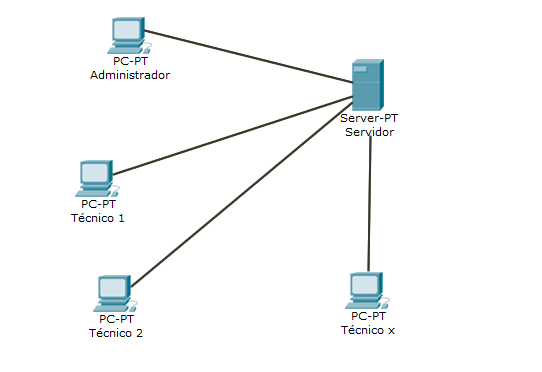 PC-PT
Administrador
Server-PT
Servidor
PC-PT
Técnico 1
PC-PT
Técnico 2
PC-PT
Técnico x